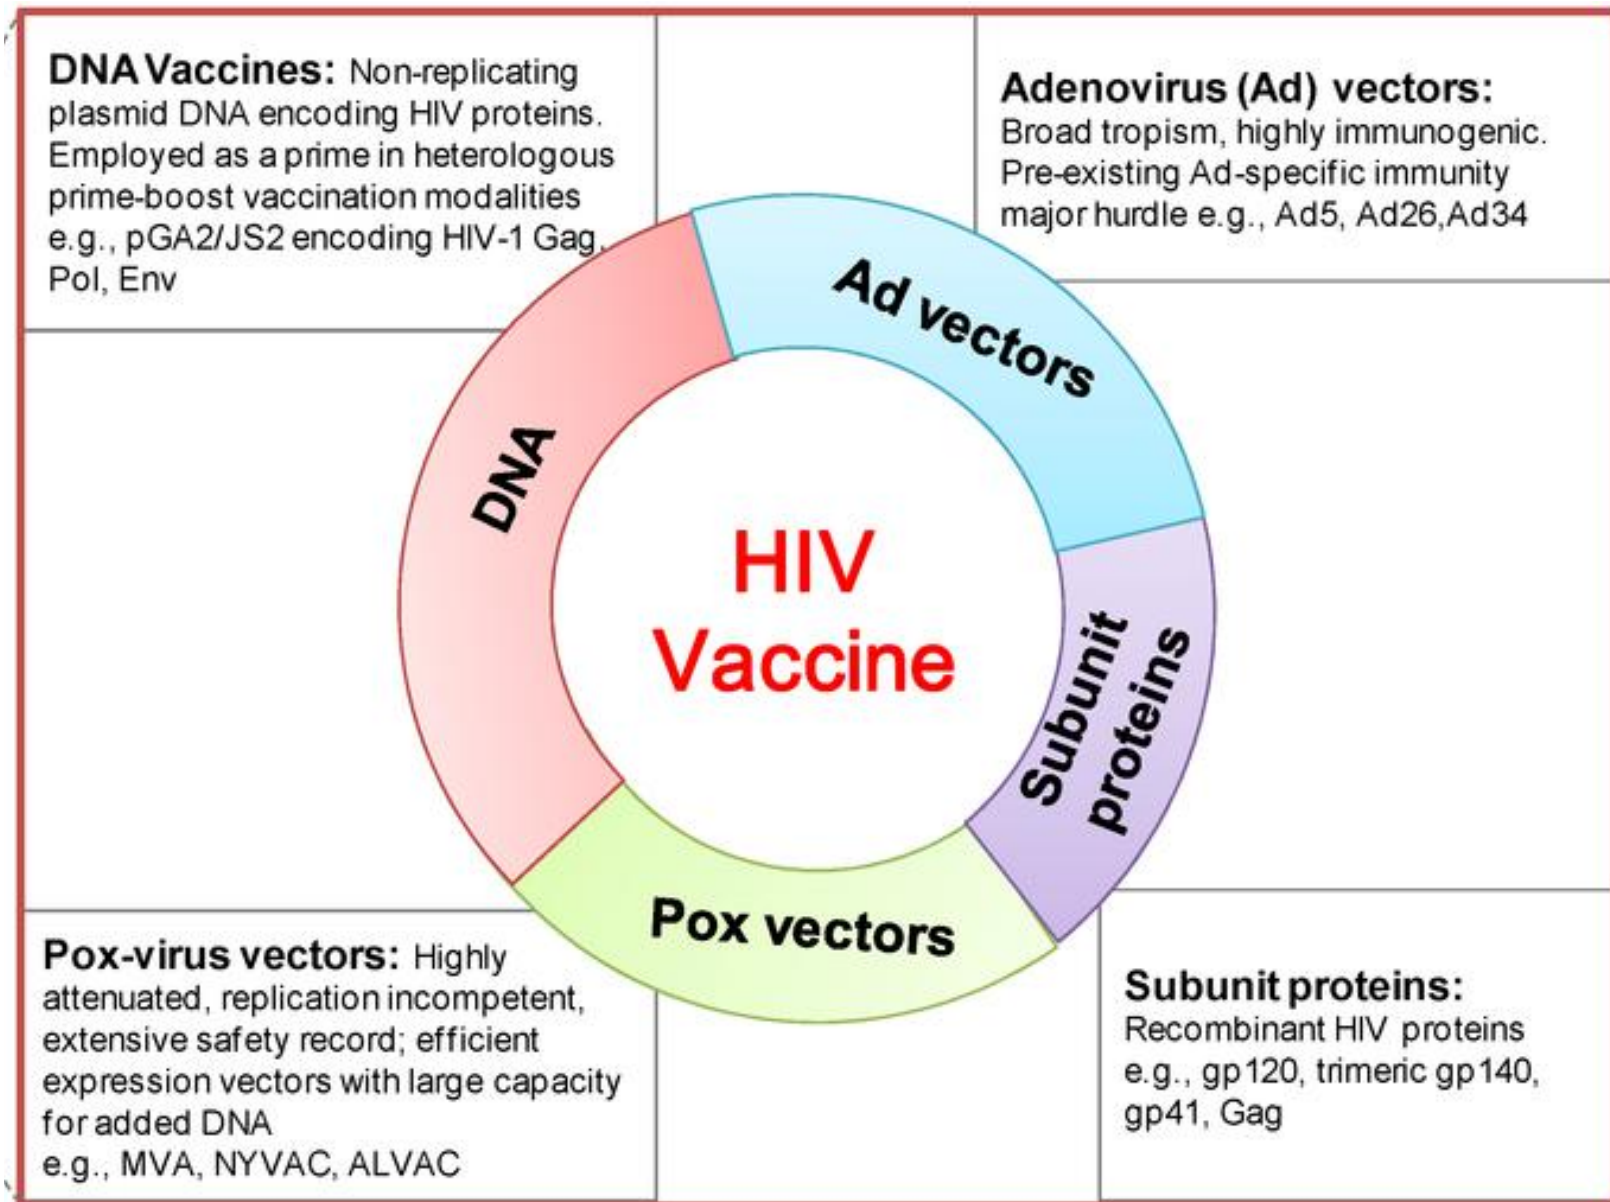 DNA Vaccines: Non-replicating
plasmid DNA encoding HIV proteins.
Employed as a prime in heterologous
prime-boost vaccination modalities
e.g., pGA2/JS2 encoding HIV-1 Gag,
Pol, Env
Adenovirus (Ad) vectors:
Broad tropism, highly immunogenic.
Pre-existing Ad-specific immunity
major hurdle e.g., Ad5, Ad26,Ad34
Ad vectors
DNA
HIV
Vaccine
Subunit
proteins
Pox vectors
Pox-virus vectors: Highly
attenuated, replication incompetent,
extensive safety record; efficient
expression vectors with large capacity
for added DNA
e.g., MVA, NYVAC, ALVAC
Subunit proteins:
Recombinant HIV proteins
e.g., gp120, trimeric gp140,
gp41, Gag